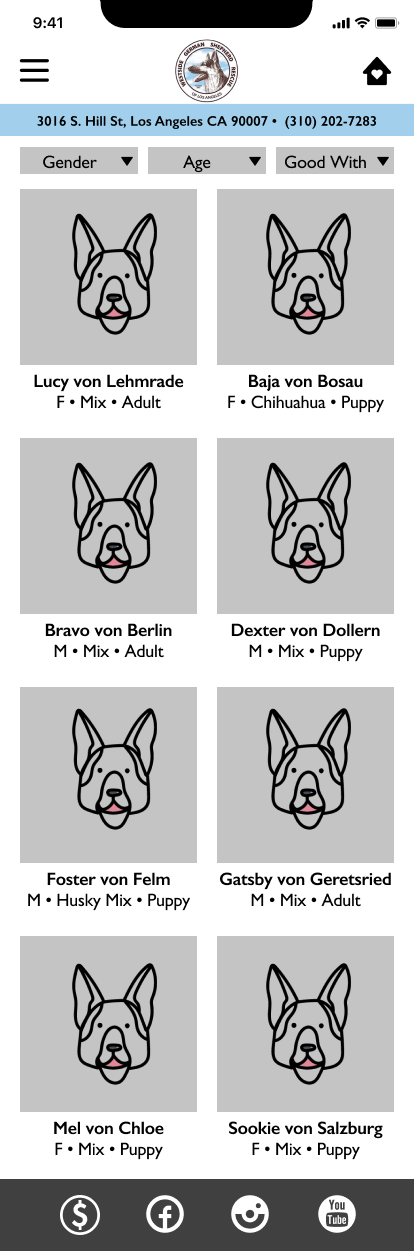 9:41
WESTSIDE GERMAN SHEPHERD RESCUE
OF LOS ANGELES
3016 S. Hill St, Los Angeles CA 90007 • (310) 202-7283
Gender Age Good With
Lucy von Lehmrade
F • Mix • Adult
Baja von Bosau
F • Chihuahua • Puppy
Bravo von Berlin
M • Mix • Adult
Dexter von Dollern
M • Mix • Puppy
Foster von Felm
M • Husky Mix • Puppy
Gatsby von Geretsried
M • Mix • Adult
Mel von Chloe
F • Mix • Puppy
Sookie von Salzburg
F • Mix • Puppy
$
You
Tube